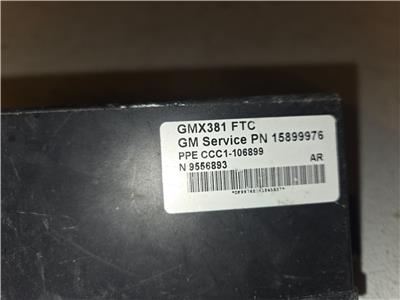 GMX381 FTC
GM Service PN 15899976
PPE CCC1-106899
N 9556893 AR